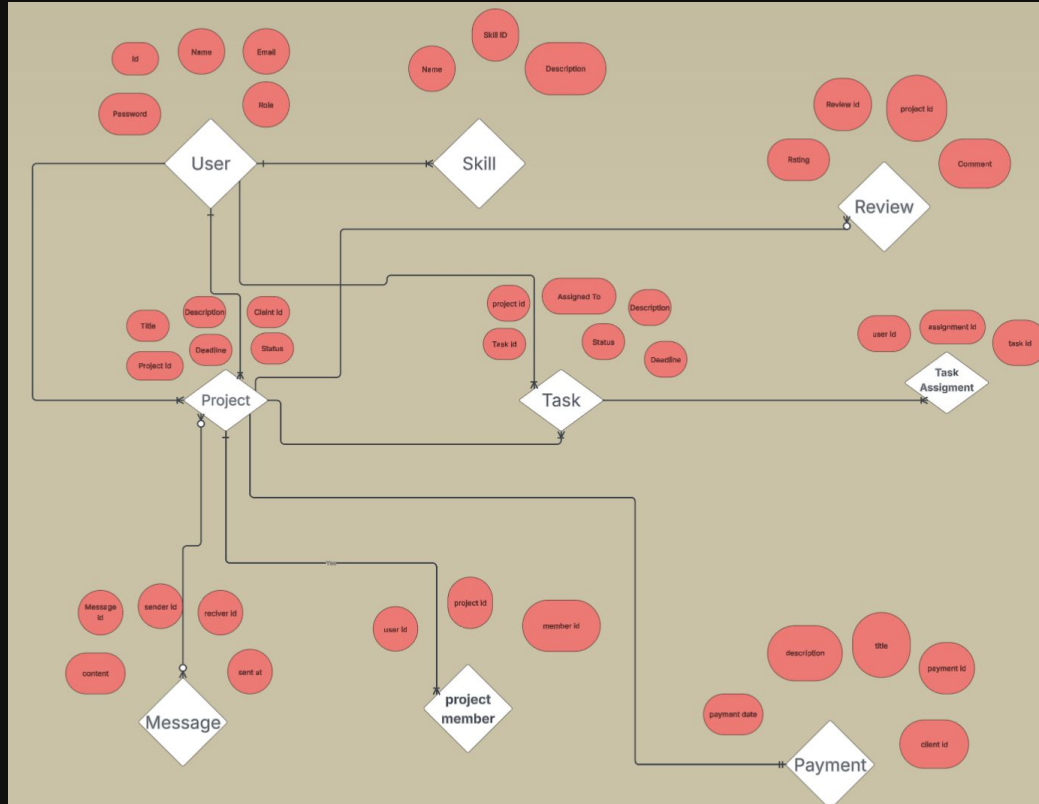 Id
Name
Email
Password
Role
User
Skill ID
Name
Description
Skill
Review id
project id
Rating
Comment
Review
Title
Description
Claint id
Project id
Deadline
Status
Project
project id
Assigned To
Description
Task id
Status
Deadline
Task
user id
assignment id
task id
Task
Assigment
Message
id
sender id
reciver id
content
sent at
Message
user id
project id
member id
project
member
description
title
payment id
payment date
client id
Payment